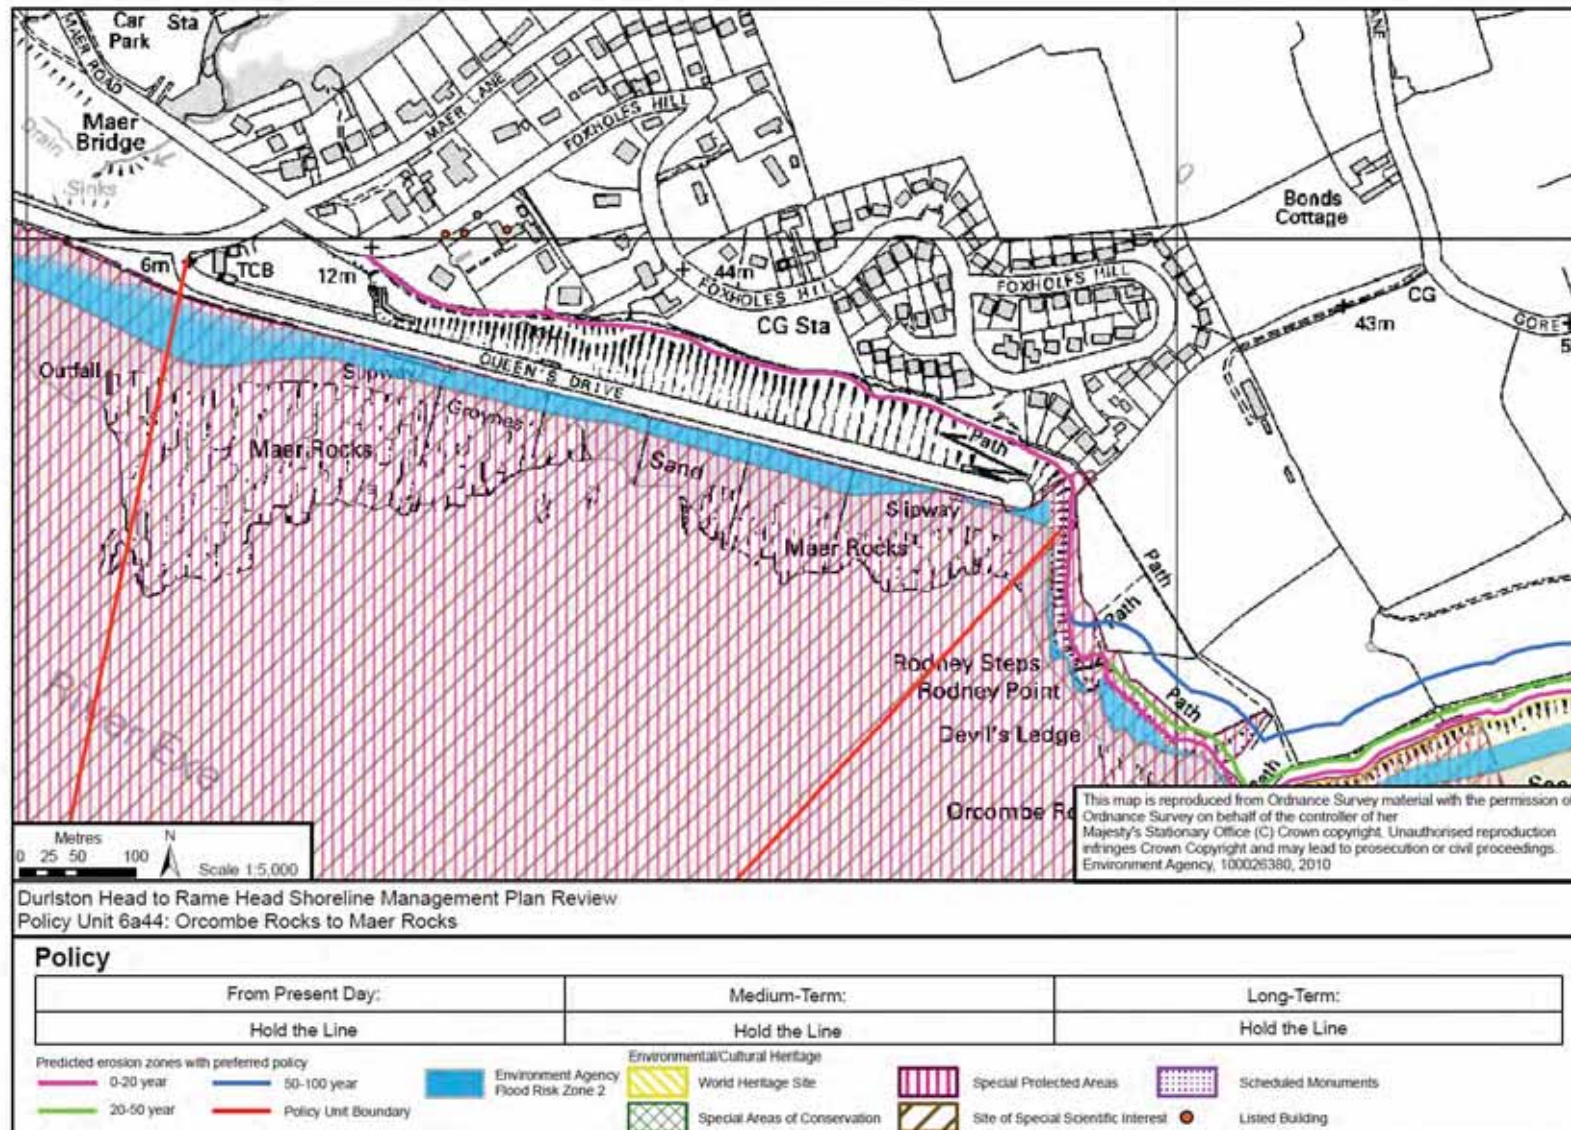 Car Park
Sta
MAER ROAD
Maer Bridge
Drain
Sinks
MAER LANE
FOXHOLES HILL
Bonds Cottage
6m
TCB
12m
44m
FOXHOLES HILL
FOXHOLES HILL
CG Sta
CG
43m
GORE
Outfall
Slipway
QUEEN'S DRIVE
Groynes
Maer Rocks
Sand
Path
Slipway
Maer Rocks
Path
Path
Rodney Steps
Rodney Point
Path
Devil's Ledge
River Exe
Orcombe Ro
Metres
0 25 50 100
N
Scale 1:5,000
This map is reproduced from Ordnance Survey material with the permission of
Ordnance Survey on behalf of the controller of her
Majesty's Stationary Office (C) Crown copyright. Unauthorised reproduction
infringes Crown Copyright and may lead to prosecution or civil proceedings.
Environment Agency, 100026380, 2010
Durlston Head to Rame Head Shoreline Management Plan Review
Policy Unit 6a44: Orcombe Rocks to Maer Rocks
Policy
From Present Day: Medium-Term: Long-Term:
Hold the Line Hold the Line Hold the Line
Predicted erosion zones with preferred policy
0-20 year
50-100 year
20-50 year
Policy Unit Boundary
Environment Agency
Flood Risk Zone 2
Environmental/Cultural Heritage
World Heritage Site
Special Protected Areas
Scheduled Monuments
Special Areas of Conservation
Site of Special Scientific Interest
Listed Building